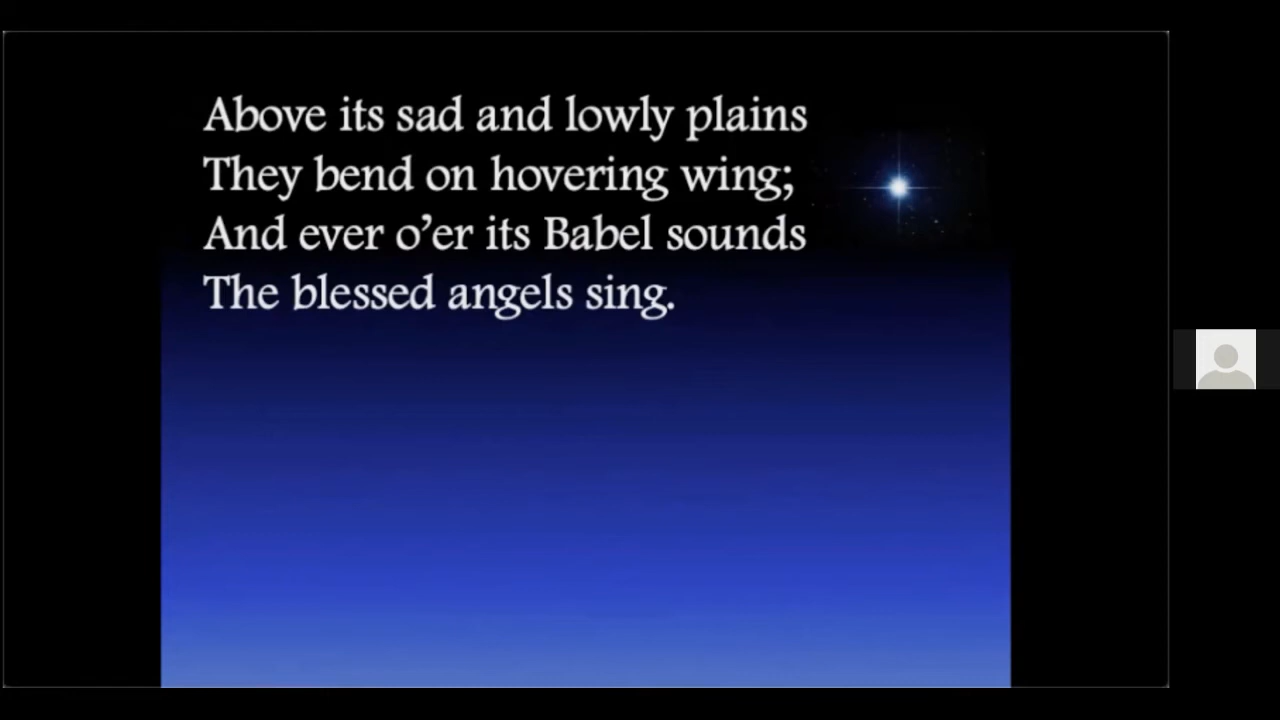 Above its sad and lowly plains
They bend on hovering wing;
And ever o’er its Babel sounds
The blessed angels sing.